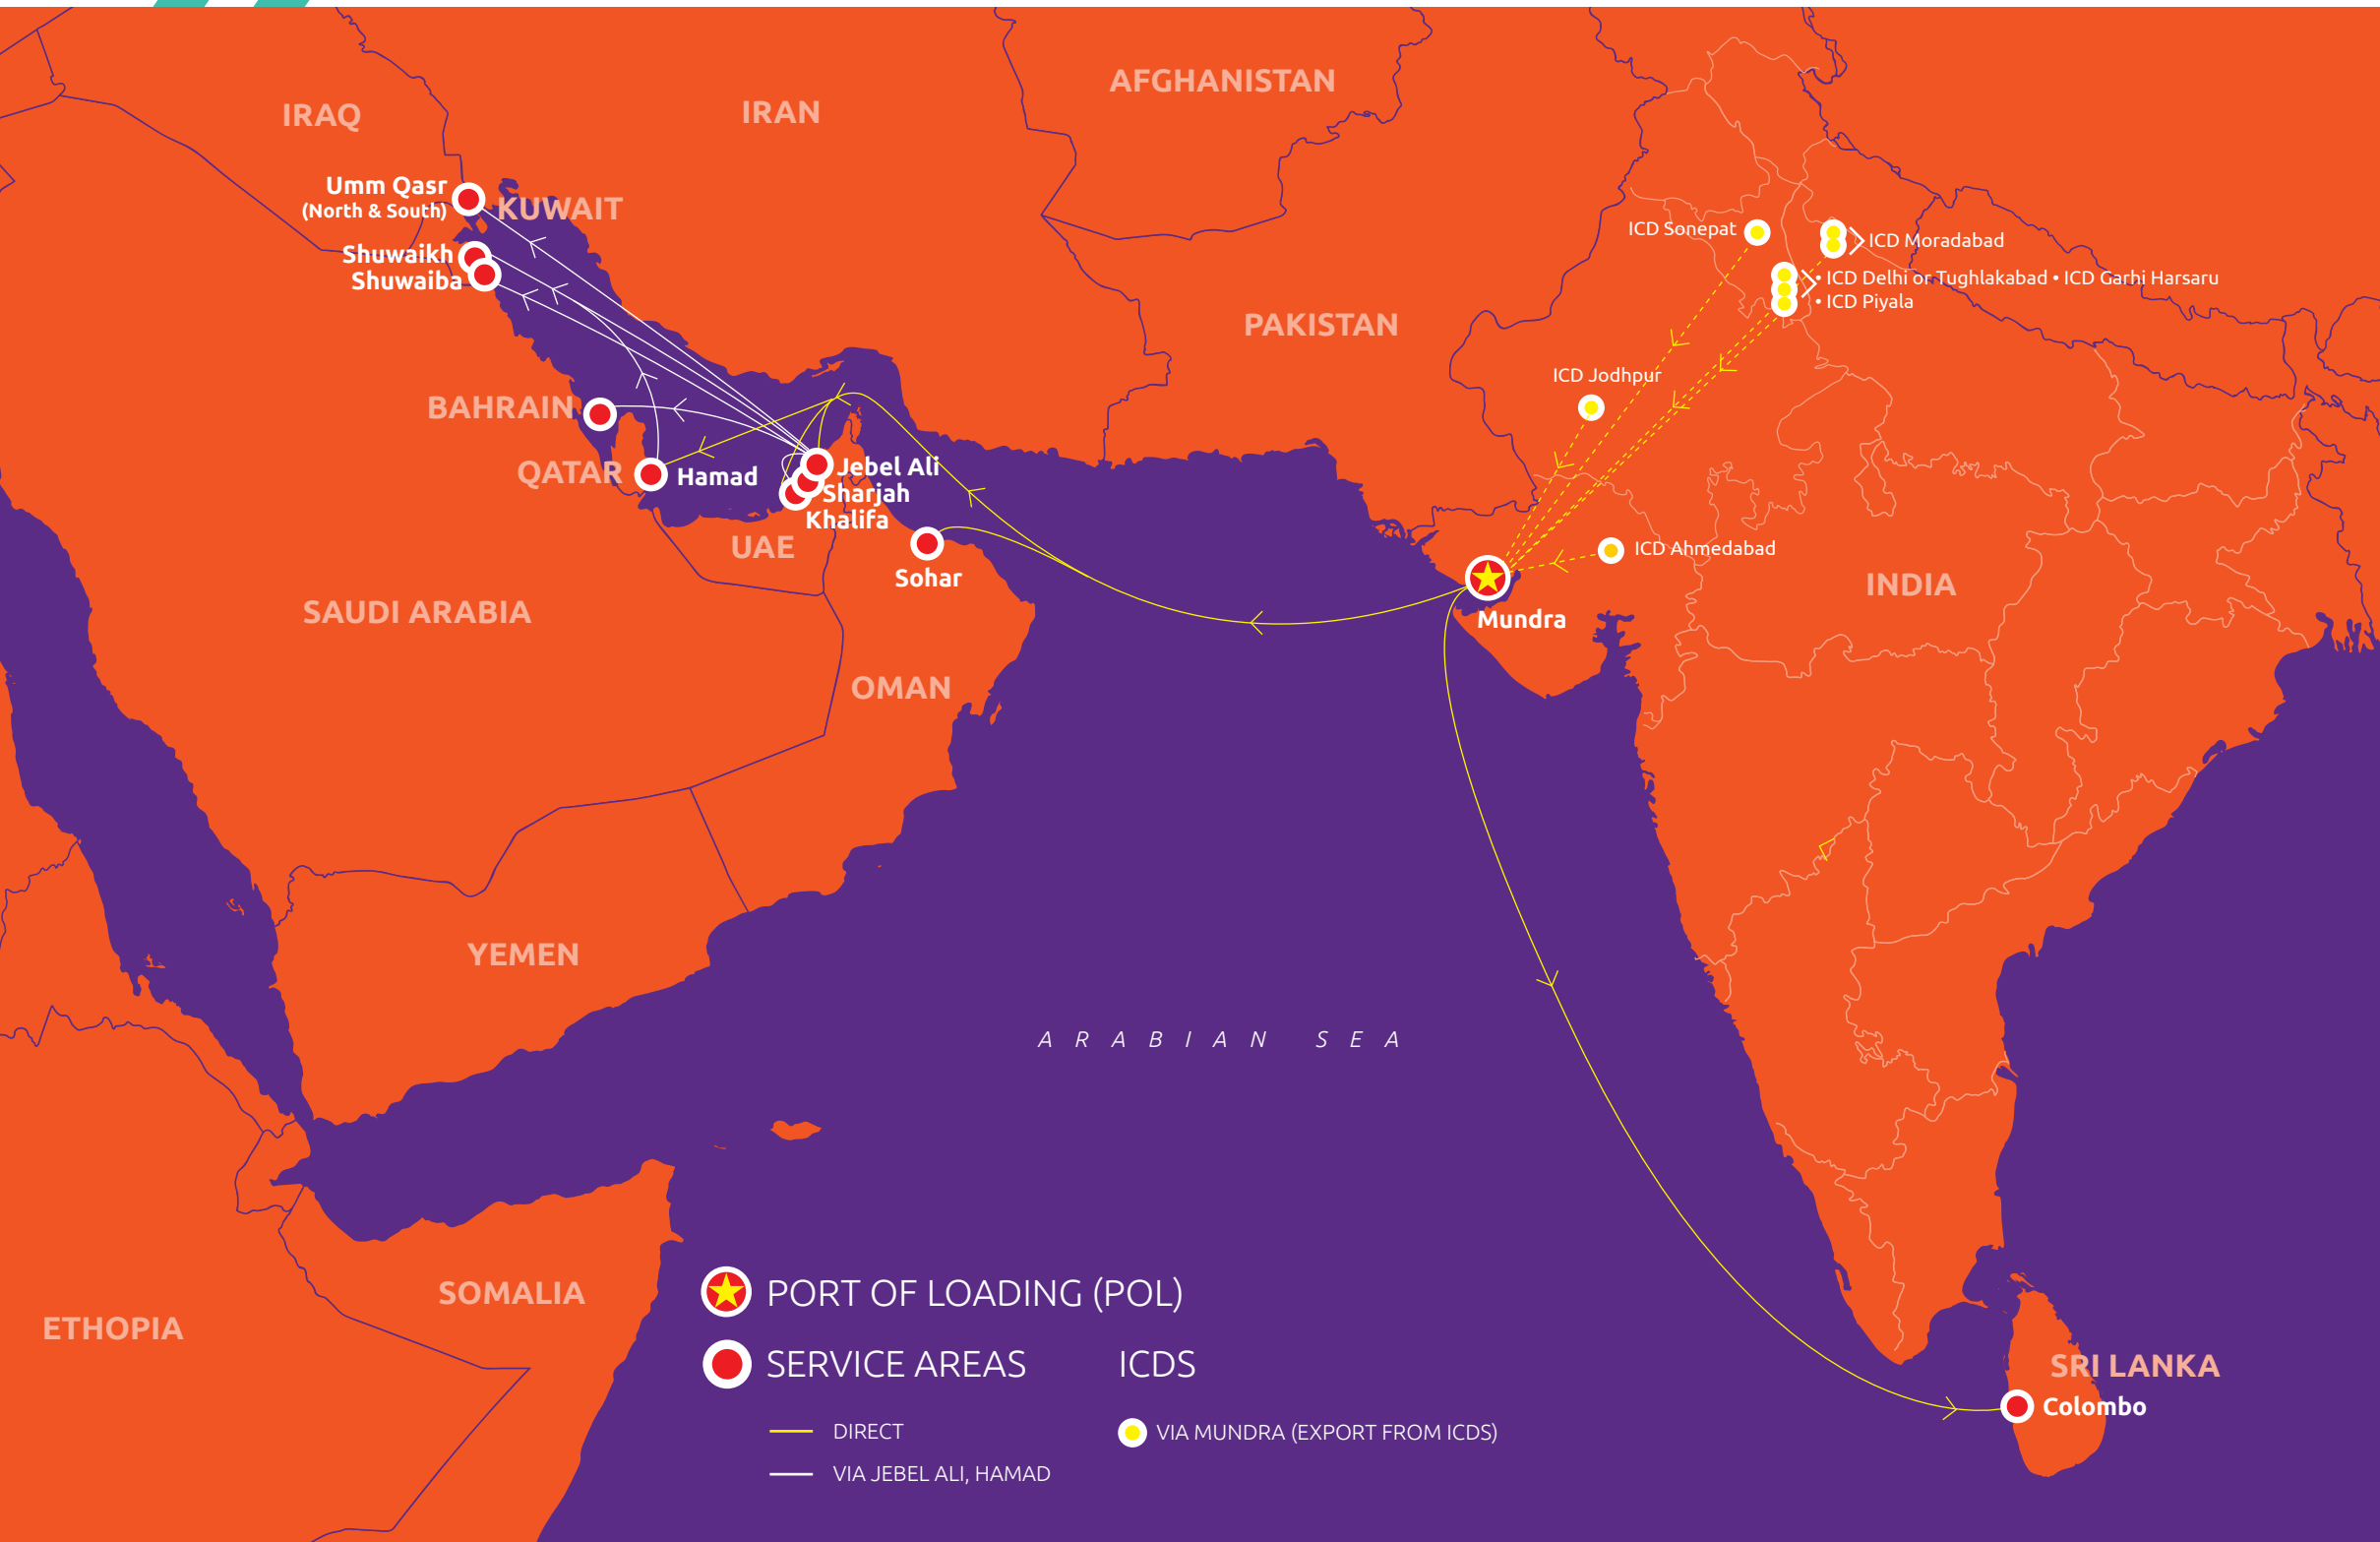 AFGHANISTAN
IRAQ
IRAN
Umm Qasr
(North & South)
KUWAIT
Shuwaikh
Shuwaiba
ICD Sonepat
ICD Moradabad
• ICD Delhi or Tughlakabad • ICD Garhi Harsaru
• ICD Piyala
PAKISTAN
ICD Jodhpur
BAHRAIN
QATAR
Hamad
Jebel Ali
Sharjah
Khalifa
UAE
Sohar
ICD Ahmedabad
INDIA
Mundra
SAUDI ARABIA
OMAN
YEMEN
ARABIAN SEA
SOMALIA
ETHOPIA
PORT OF LOADING (POL)
SERVICE AREAS
ICDS
DIRECT
VIA MUNDRA (EXPORT FROM ICDS)
VIA JEBEL ALI, HAMAD
SRI LANKA
Colombo